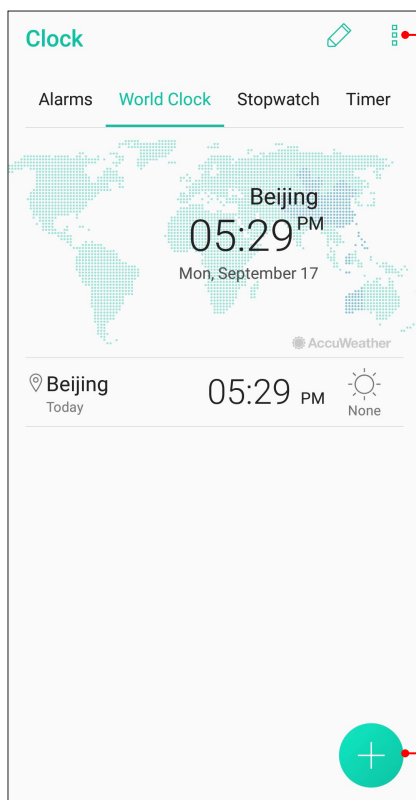 Clock
Alarms World Clock Stopwatch Timer
Beijing
05:29 PM
Mon, September 17
AccuWeather
Beijing 05:29 PM
Today None